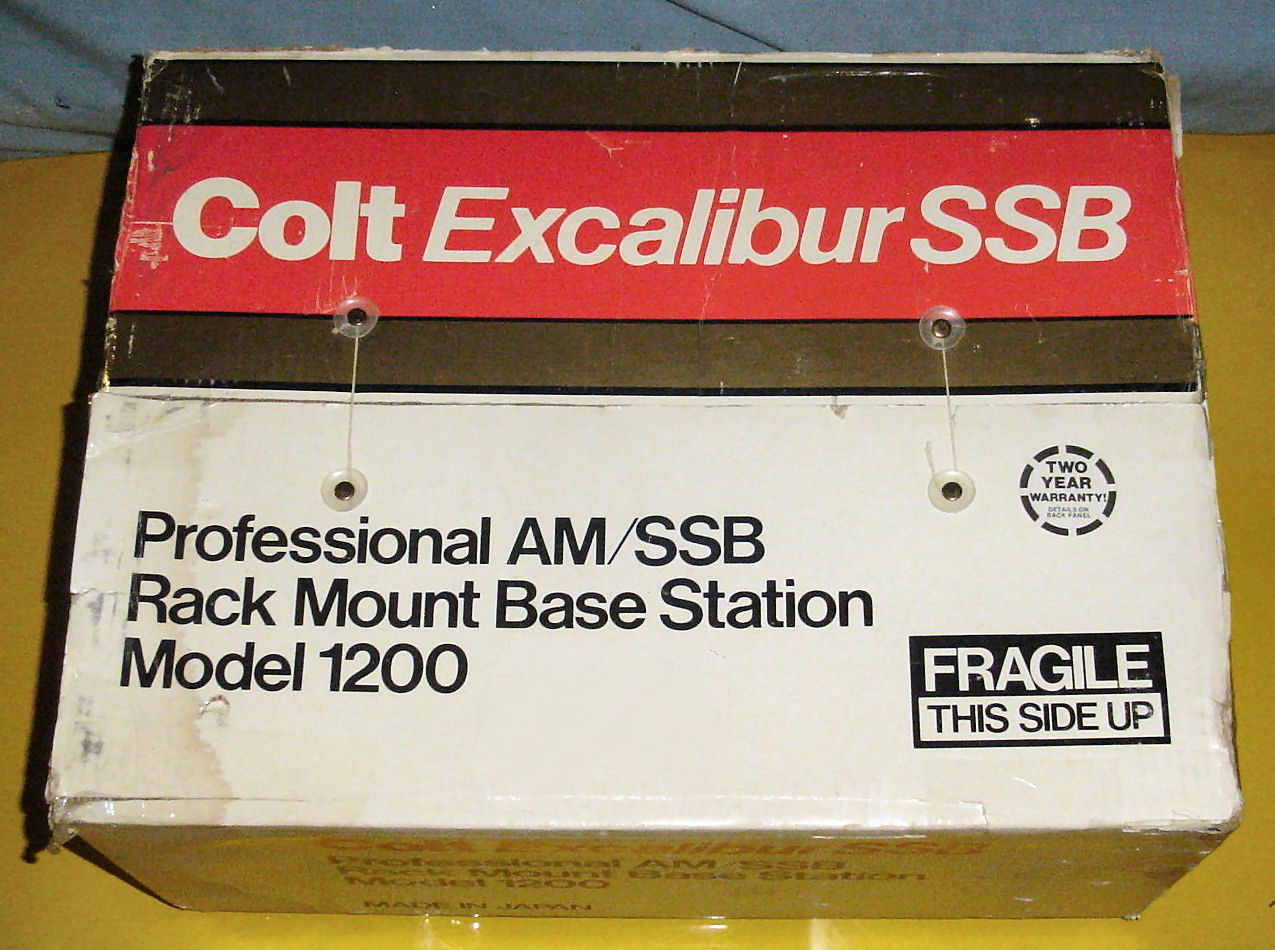 Colt Excalibur SSB
TWO
YEAR
WARRANTY!
DETAILS ON
BACK PANEL
Professional AM/SSB
Rack Mount Base Station
Model 1200
FRAGILE
THIS SIDE UP
Colt Excalibur SSB
Professional AM/SSB
Rack Mount Base Station
Model 1200
MADE IN JAPAN